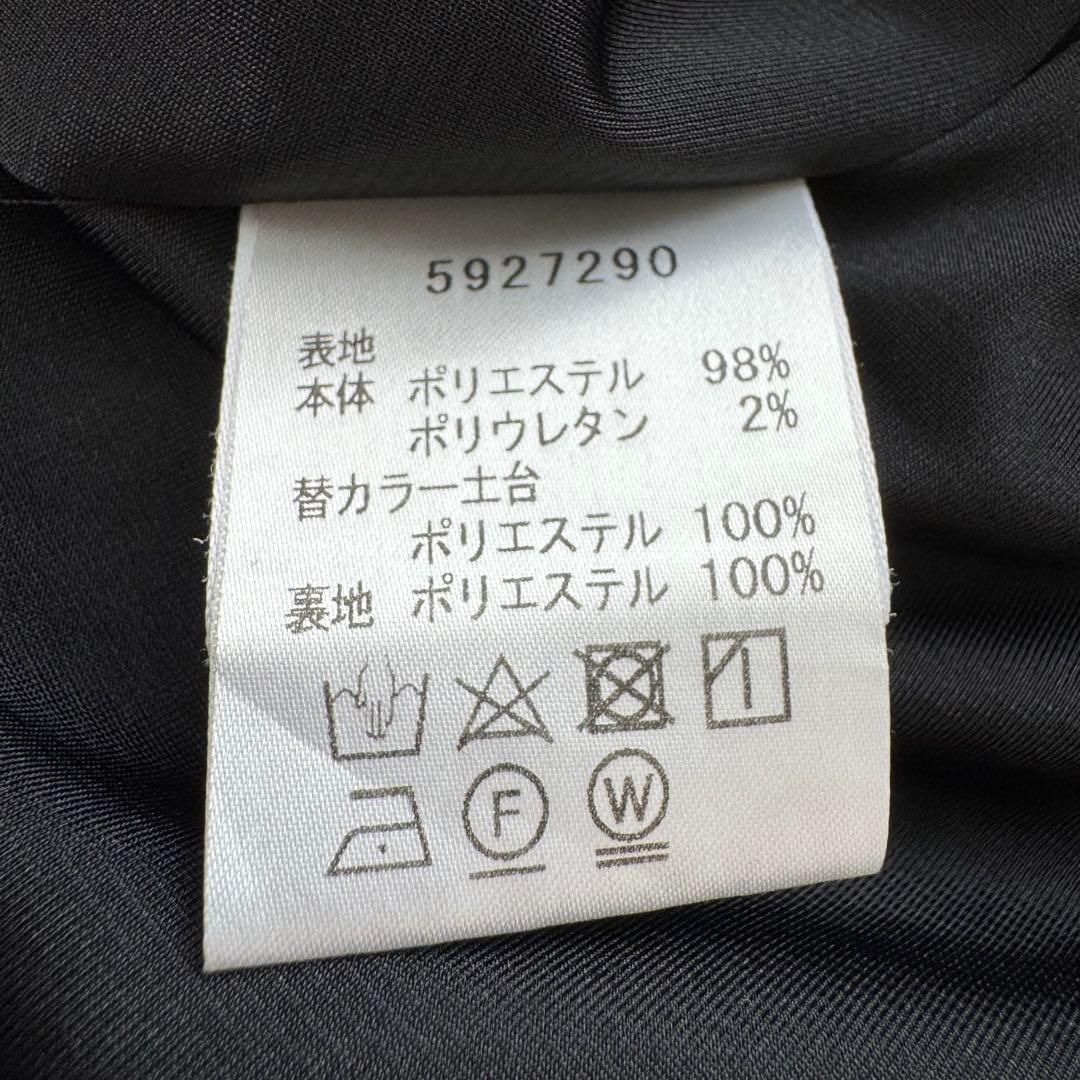 5927290
表地
本体 ポリエステル 98%
ポリウレタン 2%
替カラー土台
ポリエステル 100%
裏地 ポリエステル 100%
F W